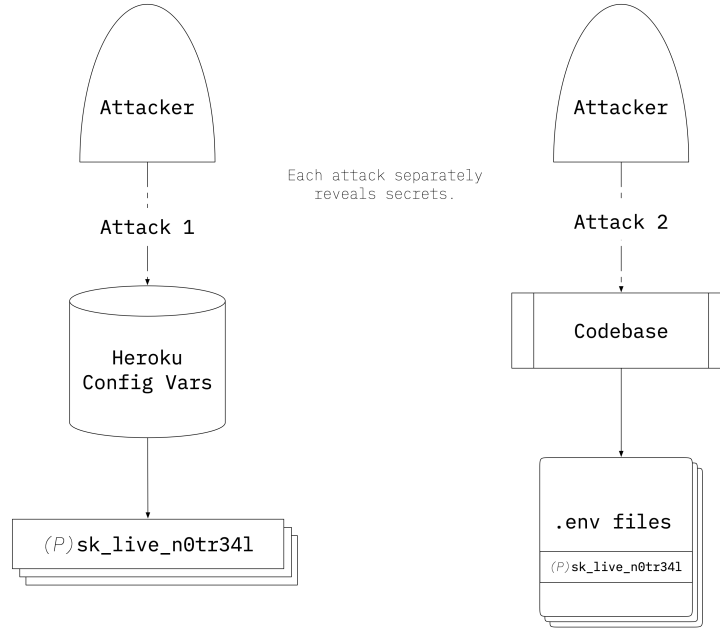 Attacker
Attacker
Each attack separately
reveals secrets.
Attack 1
Attack 2
Heroku
Config Vars
Codebase
(P)sk_live_n0tr34l
.env files
(P)sk_live_n0tr34l